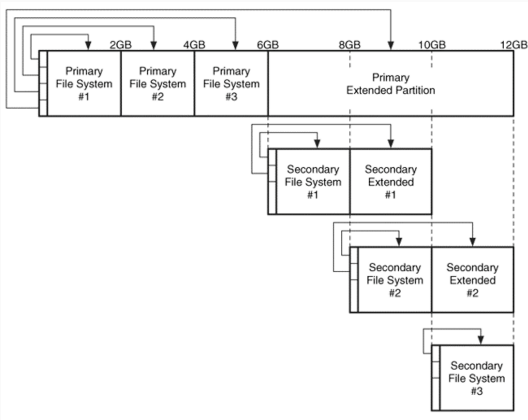 2GB 4GB 6GB 8GB 10GB 12GB
Primary
File System
#1
Primary
File System
#2
Primary
File System
#3
Primary
Extended Partition
Secondary
File System
#1
Secondary
Extended
#1
Secondary
File System
#2
Secondary
Extended
#2
Secondary
File System
#3